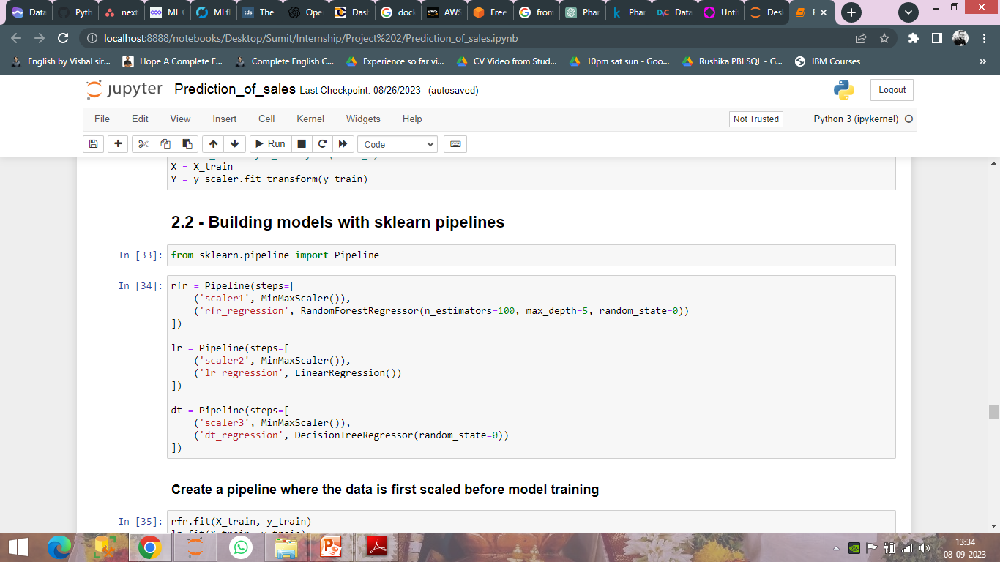 Data
Pyth
next
ML
MLfl
tds
The
Ope
Dasl
docl
aws
AWS
Free
fron
Phar
Phar
Data
Unti
Desl
localhost:8888/notebooks/Desktop/Sumit/Internship/Project%202/Prediction_of_sales.ipynb
English by Vishal sir...
Hope A Complete E...
Complete English C...
Experience so far vi...
CV Video from Stud...
10pm sat sun - Goo...
Rushika PBI SQL - G...
IBM Courses
»
jupyter Prediction_of_sales Last Checkpoint: 08/26/2023 (autosaved)
Logout
File Edit View Insert Cell Kernel Widgets Help
Not Trusted
Python 3 (ipykernel)
Run
Code
X = X_train
Y = y_scaler.fit_transform(y_train)
2.2 - Building models with sklearn pipelines
In [33]: from sklearn.pipeline import Pipeline
In [34]: rfr = Pipeline(steps=[
('scaler1', MinMaxScaler()),
('rfr_regression', RandomForestRegressor(n_estimators=100, max_depth=5, random_state=0))
])
lr = Pipeline(steps=[
('scaler2', MinMaxScaler()),
('lr_regression', LinearRegression())
])
dt = Pipeline(steps=[
('scaler3', MinMaxScaler()),
('dt_regression', DecisionTreeRegressor(random_state=0))
])
Create a pipeline where the data is first scaled before model training
In [35]: rfr.fit(X_train, y_train)
13:34
08-09-2023